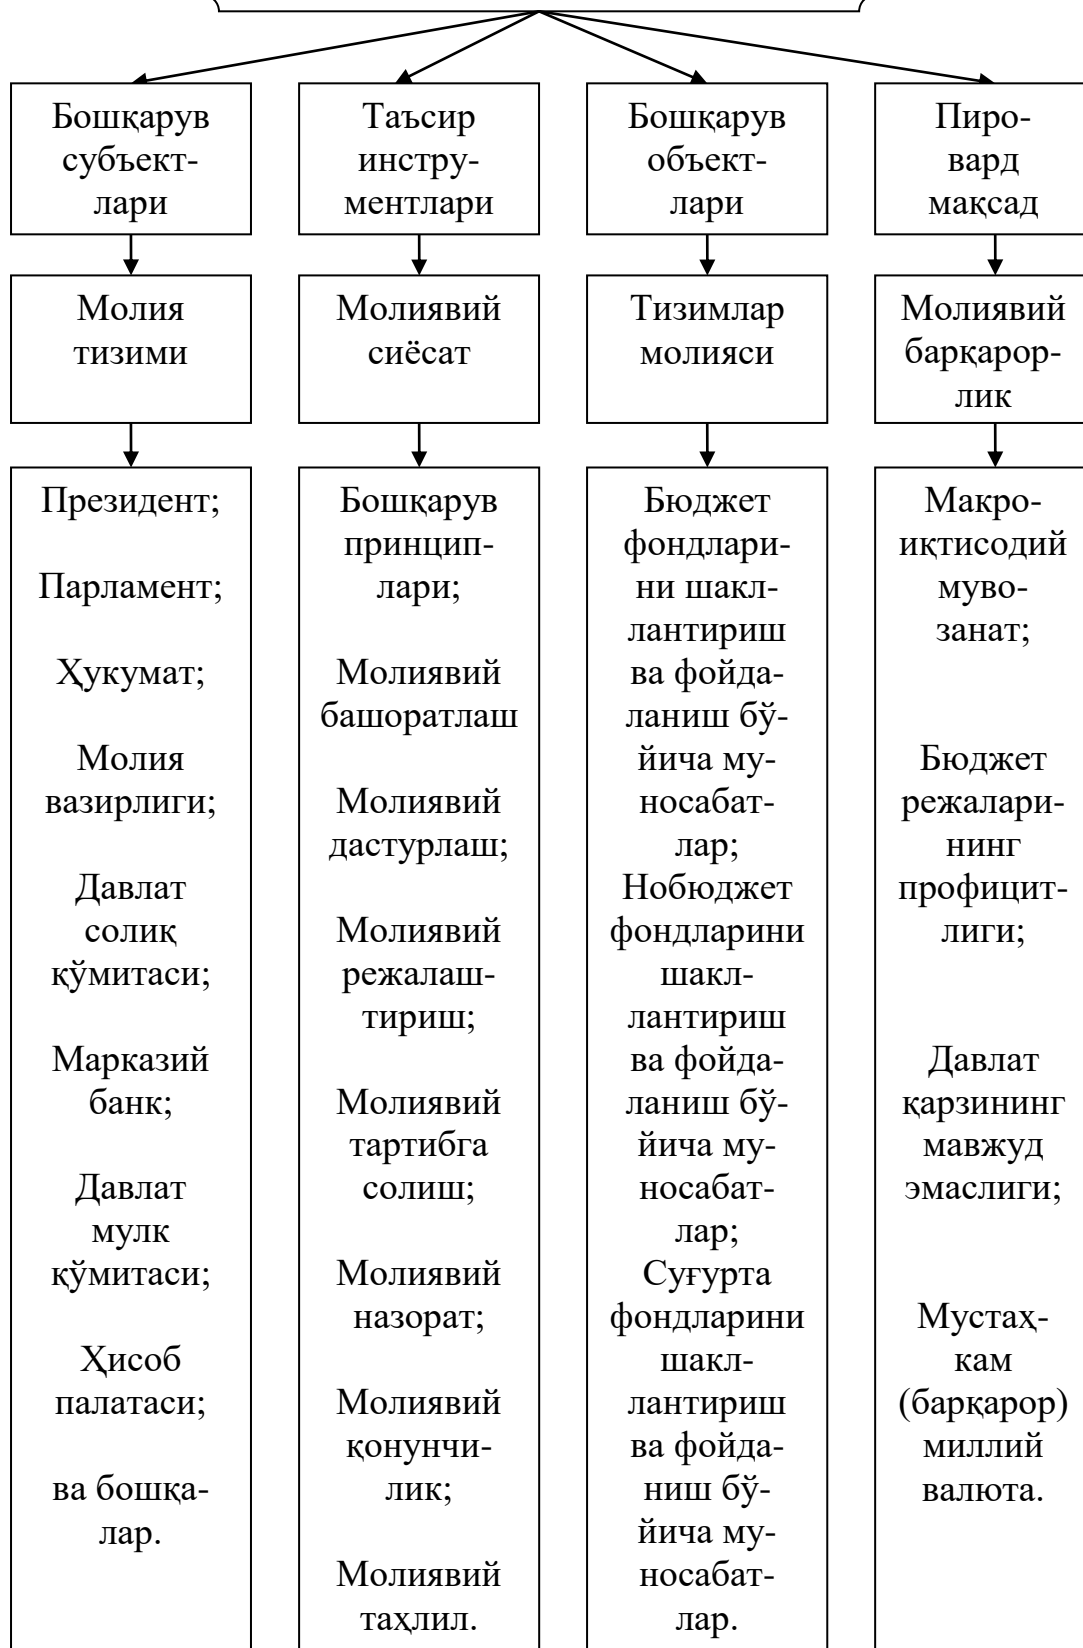 Бошқарув
субъект-
лари
Таъсир
инстру-
ментлари
Бошқарув
объект-
лари
Пиро-
вард
мақсад
Молия
тизими
Молиявий
сиёсат
Тизимлар
молияси
Молиявий
барқарор-
лик
Президент;
Парламент;
Ҳукумат;
Молия
вазирлиги;
Давлат
солиқ
қўмитаси;
Марказий
банк;
Давлат
мулк
қўмитаси;
Ҳисоб
палатаси;
ва бошқа-
лар.
Бошқарув
принцип-
лари;
Молиявий
башоратлаш
Молиявий
дастурлаш;
Молиявий
режалаш-
тириш;
Молиявий
тартибга
солиш;
Молиявий
назорат;
Молиявий
қонунчи-
лик;
Молиявий
таҳлил.
Бюджет
фондлари-
ни шакл-
лантириш
ва фойда-
ланиш бў-
йича му-
носабат-
лар;
Нобюджет
фондларини
шакл-
лантириш
ва фойда-
ланиш бў-
йича му-
носабат-
лар;
Суғурта
фондларини
шакл-
лантириш
ва фойда-
ниш бў-
йича му-
носабат-
лар.
Макро-
иқтисодий
муво-
занат;
Бюджет
режалари-
нинг
профицит-
лиги;
Давлат
қарзининг
мавжуд
эмаслиги;
Мустаҳ-
кам
(барқарор)
миллий
валюта.